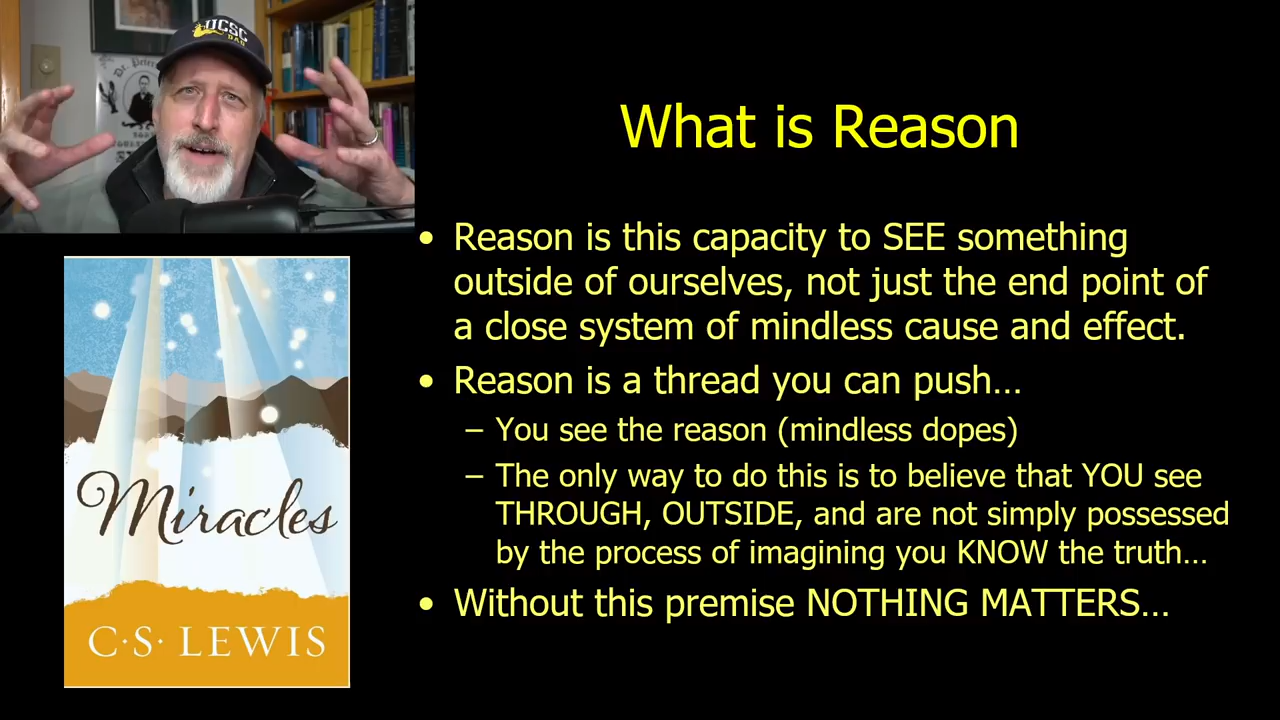 UCSC
DAD
What is Reason
• Reason is this capacity to SEE something
outside of ourselves, not just the end point of
a close system of mindless cause and effect.
• Reason is a thread you can push…
– You see the reason (mindless dopes)
– The only way to do this is to believe that YOU see
THROUGH, OUTSIDE, and are not simply possessed
by the process of imagining you KNOW the truth…
• Without this premise NOTHING MATTERS…
Miracles
C·S· LEWIS